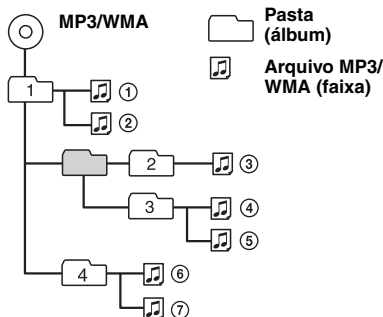 MP3/WMA
Pasta
(álbum)
Arquivo MP3/
WMA (faixa)
1
①
②
2
③
3
④
⑤
4
⑥
⑦